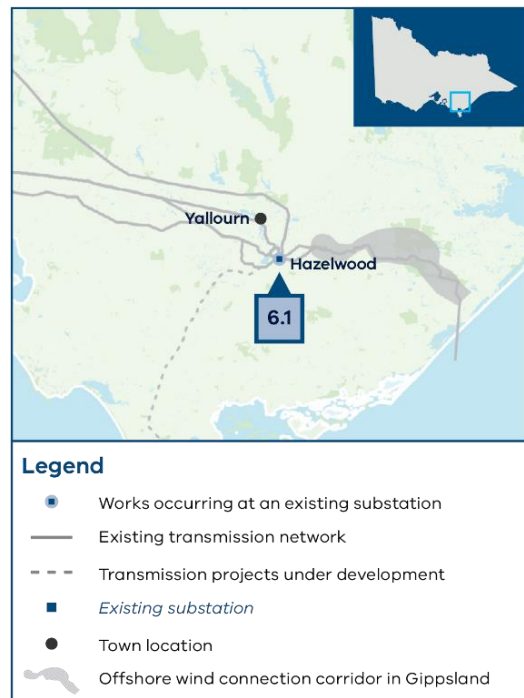 Yallourn
Hazelwood
6.1
Legend
Works occurring at an existing substation
Existing transmission network
Transmission projects under development
Existing substation
Town location
Offshore wind connection corridor in Gippsland